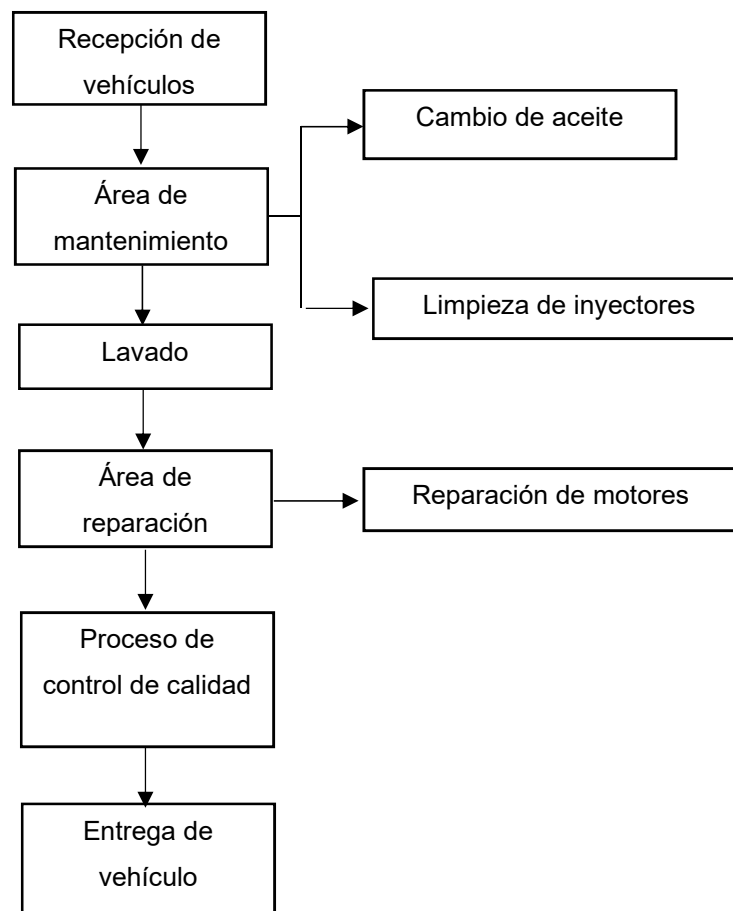 Recepción de
vehículos
Cambio de aceite
Área de
mantenimiento
Limpieza de inyectores
Lavado
Área de
reparación
Reparación de motores
Proceso de
control de calidad
Entrega de
vehículo